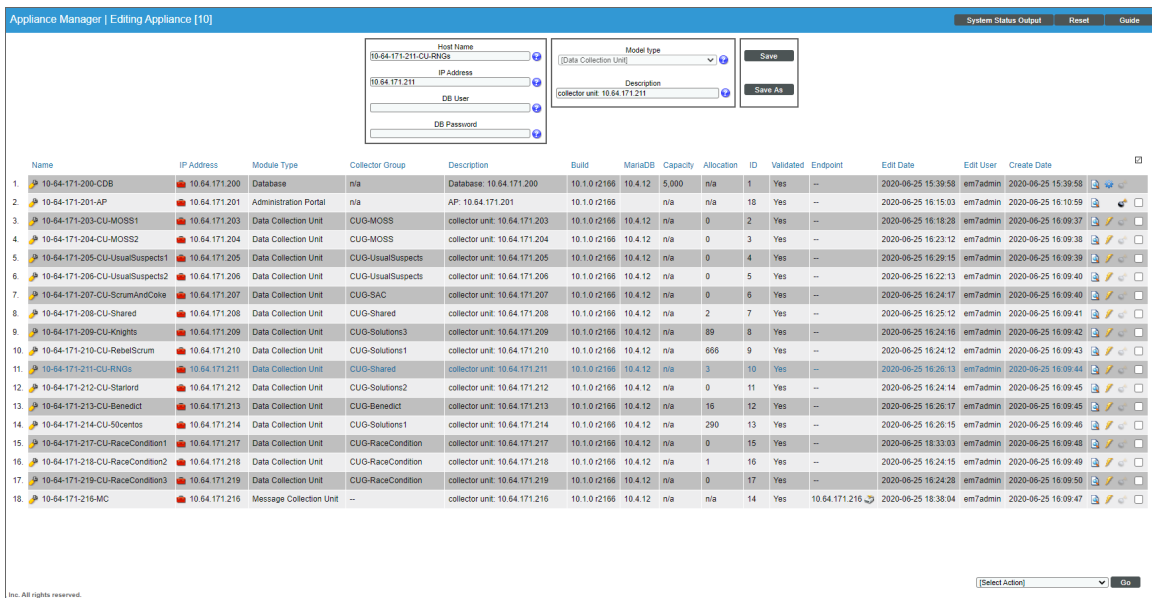 Appliance Manager | Editing Appliance [10] System Status Output Reset Guide
Host Name
10-64-171-211-CU-RNGs
IP Address
10.64.171.211
DB User
DB Password
Model type
[Data Collection Unit]
Description
collector unit: 10.64.171.211
Save
Save As
Name IP Address Module Type Collector Group Description Build MariaDB Capacity Allocation ID Validated Endpoint Edit Date Edit User Create Date
1. 10-64-171-200-CDB 10.64.171.200 Database n/a Database: 10.64.171.200 10.1.0 r2166 10.4.12 5,000 n/a 1 Yes -- 2020-06-25 15:39:58 em7admin 2020-06-25 15:39:58
2. 10-64-171-201-AP 10.64.171.201 Administration Portal n/a AP: 10.64.171.201 10.1.0 r2166 n/a n/a 18 Yes -- 2020-06-25 16:15:03 em7admin 2020-06-25 16:10:59
3. 10-64-171-203-CU-MOSS1 10.64.171.203 Data Collection Unit CUG-MOSS collector unit: 10.64.171.203 10.1.0 r2166 10.4.12 n/a 0 2 Yes -- 2020-06-25 16:18:28 em7admin 2020-06-25 16:09:37
4. 10-64-171-204-CU-MOSS2 10.64.171.204 Data Collection Unit CUG-MOSS collector unit: 10.64.171.204 10.1.0 r2166 10.4.12 n/a 0 3 Yes -- 2020-06-25 16:23:12 em7admin 2020-06-25 16:09:38
5. 10-64-171-205-CU-UsualSuspects1 10.64.171.205 Data Collection Unit CUG-UsualSuspects collector unit: 10.64.171.205 10.1.0 r2166 10.4.12 n/a 0 4 Yes -- 2020-06-25 16:29:15 em7admin 2020-06-25 16:09:39
6. 10-64-171-206-CU-UsualSuspects2 10.64.171.206 Data Collection Unit CUG-UsualSuspects collector unit: 10.64.171.206 10.1.0 r2166 10.4.12 n/a 0 5 Yes -- 2020-06-25 16:22:13 em7admin 2020-06-25 16:09:40
7. 10-64-171-207-CU-ScrumAndCoke 10.64.171.207 Data Collection Unit CUG-SAC collector unit: 10.64.171.207 10.1.0 r2166 10.4.12 n/a 0 6 Yes -- 2020-06-25 16:24:17 em7admin 2020-06-25 16:09:40
8. 10-64-171-208-CU-Shared 10.64.171.208 Data Collection Unit CUG-Shared collector unit: 10.64.171.208 10.1.0 r2166 10.4.12 n/a 2 7 Yes -- 2020-06-25 16:25:12 em7admin 2020-06-25 16:09:41
9. 10-64-171-209-CU-Knights 10.64.171.209 Data Collection Unit CUG-Solutions3 collector unit: 10.64.171.209 10.1.0 r2166 10.4.12 n/a 89 8 Yes -- 2020-06-25 16:24:16 em7admin 2020-06-25 16:09:42
10. 10-64-171-210-CU-RebelScrum 10.64.171.210 Data Collection Unit CUG-Solutions1 collector unit: 10.64.171.210 10.1.0 r2166 10.4.12 n/a 666 9 Yes -- 2020-06-25 16:24:12 em7admin 2020-06-25 16:09:43
11. 10-64-171-211-CU-RNGs 10.64.171.211 Data Collection Unit CUG-Shared collector unit: 10.64.171.211 10.1.0 r2166 10.4.12 n/a 3 10 Yes -- 2020-06-25 16:26:13 em7admin 2020-06-25 16:09:44
12. 10-64-171-212-CU-Starlord 10.64.171.212 Data Collection Unit CUG-Solutions2 collector unit: 10.64.171.212 10.1.0 r2166 10.4.12 n/a 0 11 Yes -- 2020-06-25 16:24:14 em7admin 2020-06-25 16:09:45
13. 10-64-171-213-CU-Benedict 10.64.171.213 Data Collection Unit CUG-Benedict collector unit: 10.64.171.213 10.1.0 r2166 10.4.12 n/a 16 12 Yes -- 2020-06-25 16:26:17 em7admin 2020-06-25 16:09:45
14. 10-64-171-214-CU-50centos 10.64.171.214 Data Collection Unit CUG-Solutions1 collector unit: 10.64.171.214 10.1.0 r2166 10.4.12 n/a 290 13 Yes -- 2020-06-25 16:26:15 em7admin 2020-06-25 16:09:46
15. 10-64-171-217-CU-RaceCondition1 10.64.171.217 Data Collection Unit CUG-RaceCondition collector unit: 10.64.171.217 10.1.0 r2166 10.4.12 n/a 0 15 Yes -- 2020-06-25 18:33:03 em7admin 2020-06-25 16:09:48
16. 10-64-171-218-CU-RaceCondition2 10.64.171.218 Data Collection Unit CUG-RaceCondition collector unit: 10.64.171.218 10.1.0 r2166 10.4.12 n/a 1 16 Yes -- 2020-06-25 16:24:15 em7admin 2020-06-25 16:09:49
17. 10-64-171-219-CU-RaceCondition3 10.64.171.219 Data Collection Unit CUG-RaceCondition collector unit: 10.64.171.219 10.1.0 r2166 10.4.12 n/a 0 17 Yes -- 2020-06-25 16:24:28 em7admin 2020-06-25 16:09:50
18. 10-64-171-216-MC 10.64.171.216 Message Collection Unit -- collector unit: 10.64.171.216 10.1.0 r2166 10.4.12 n/a n/a 14 Yes 10.64.171.216 2020-06-25 18:38:04 em7admin 2020-06-25 16:09:47
[Select Action] Go
Inc. All rights reserved.